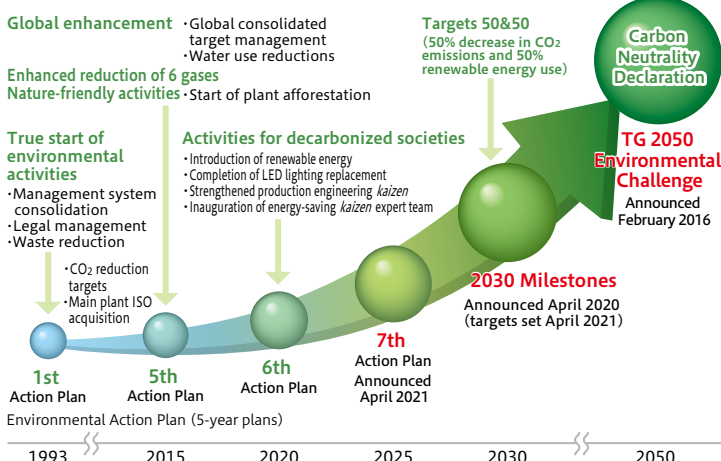 Global enhancement
・Global consolidated
target management
・Water use reductions
Enhanced reduction of 6 gases
Nature-friendly activities
・Start of plant afforestation
True start of
environmental
activities
・Management system
consolidation
・Legal management
・Waste reduction
・CO₂ reduction
targets
・Main plant ISO
acquisition
Activities for decarbonized societies
・Introduction of renewable energy
・Completion of LED lighting replacement
・Strengthened production engineering kaizen
・Inauguration of energy-saving kaizen expert team
Targets 50&50
(50% decrease in CO₂
emissions and 50%
renewable energy use)
Carbon
Neutrality
Declaration
TG 2050
Environmental
Challenge
Announced
February 2016
2030 Milestones
Announced April 2020
(targets set April 2021)
1st
Action Plan
5th
Action Plan
6th
Action Plan
7th
Action Plan
Announced
April 2021
Environmental Action Plan (5-year plans)
1993
2015
2020
2025
2030
2050